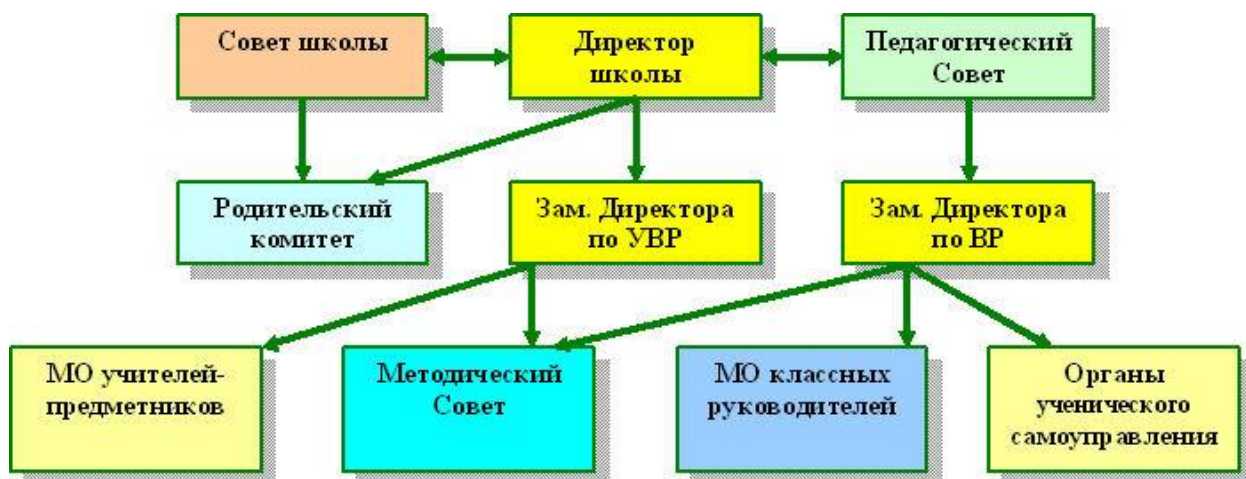 Совет школы
Директор
школы
Педагогический
Совет
Родительский
комитет
Зам. Директора
по УВР
Зам. Директора
по ВР
МО учителей-
предметников
Методический
Совет
МО классных
руководителей
Органы
ученического
самоуправления